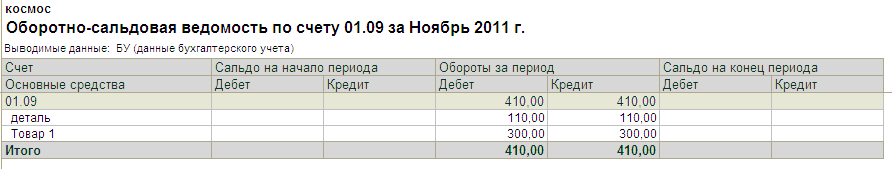 космос
Оборотно-сальдовая ведомость по счету 01.09 за Ноябрь 2011 г.
Выводимые данные: БУ (данные бухгалтерского учета)
Счет Сальдо на начало периода Обороты за период Сальдо на конец периода
Основные средства Дебет Кредит Дебет Кредит Дебет Кредит
01.09 410,00 410,00
деталь 110,00 110,00
Товар 1 300,00 300,00
Итого 410,00 410,00